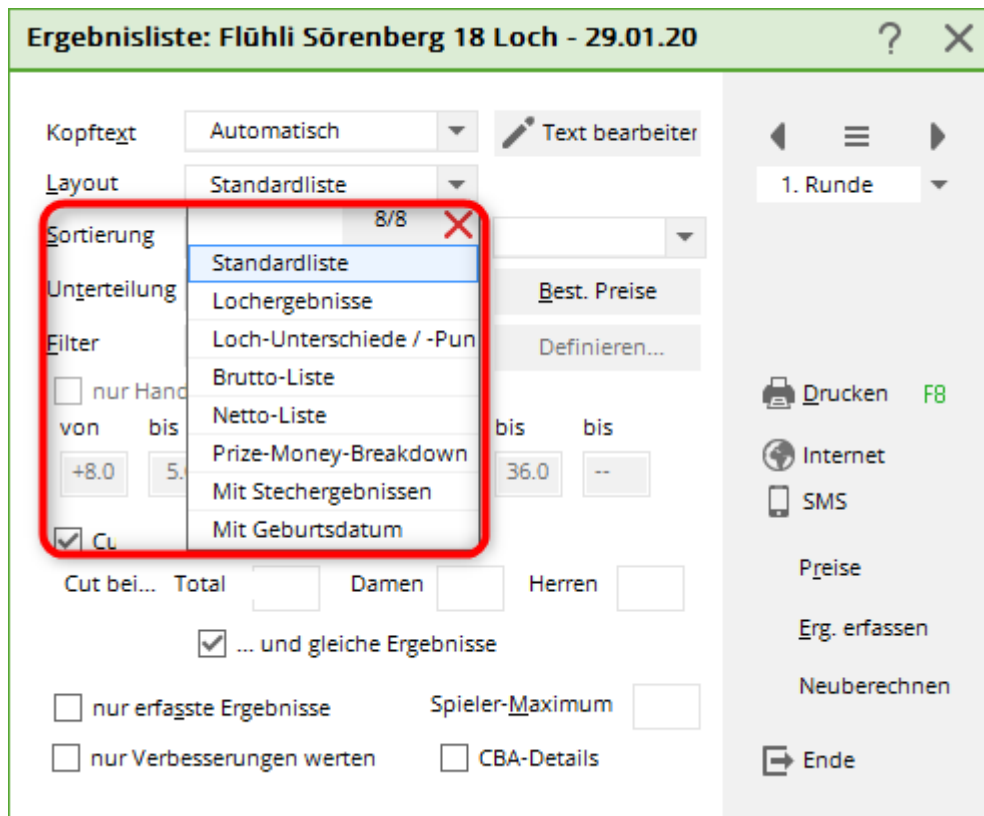 Ergebnisliste: Flühli Sörenberg 18 Loch - 29.01.20 ?
Kopftext Automatisch Text bearbeiter
Layout Standardliste
1. Runde
Sortierung 8/8
Standardliste
Unterteilung Best. Preise
Lochergebnisse
Filter Loch-Unterschiede / -Pun Definieren...
Brutto-Liste
nur Hand
Netto-Liste
von bis bis bis
Prize-Money-Breakdown
+8.0 5. 36.0 --
Mit Stechergebnissen
Mit Geburtsdatum
Cu
Cut bei... Total Damen Herren
... und gleiche Ergebnisse
nur erfasste Ergebnisse Spieler-Maximum
nur Verbesserungen werten CBA-Details
Drucken F8
Internet
SMS
Preise
Erg. erfassen
Neuberechnen
Ende